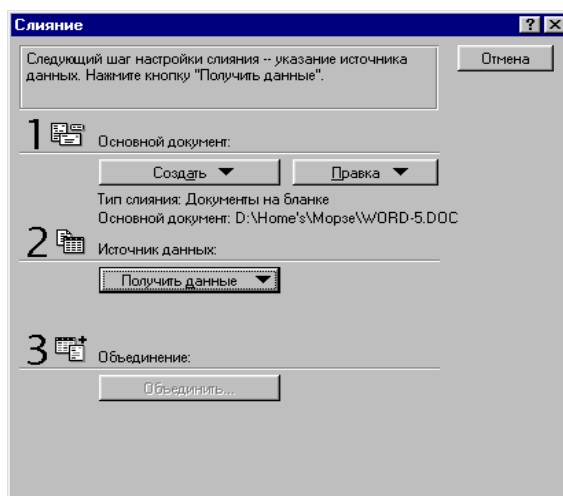 Слияние
Следующий шаг настройки слияния -- указание источника
данных. Нажмите кнопку "Получить данные".
Отмена
1 Основной документ:
Создать Правка
Тип слияния: Документы на бланке
Основной документ: D:\Home's\Морзе\WORD-5.DOC
2 Источник данных:
Получить данные
3 Объединение:
Объединить...